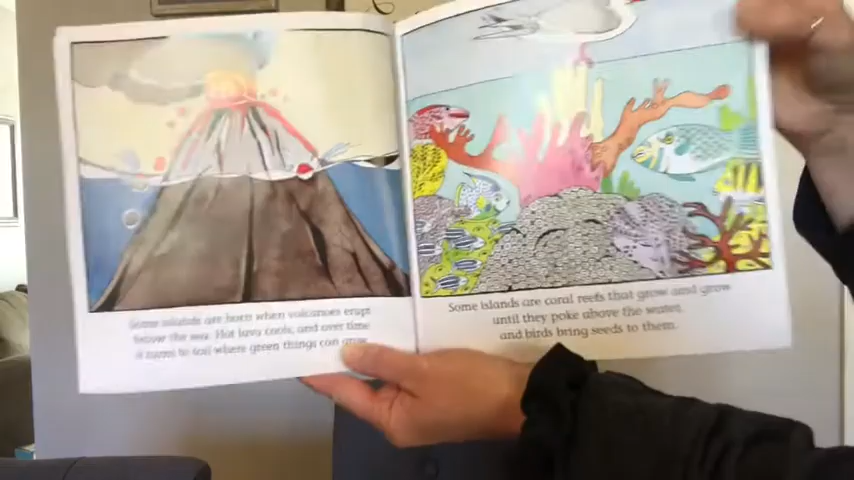 Some islands are born when volcanoes erupt
below the sea. Hot lava cools, and over time
it turns to soil where green things can grow.
Some islands are coral reefs that grow and grow
until they poke above the water,
and birds bring seeds to them.